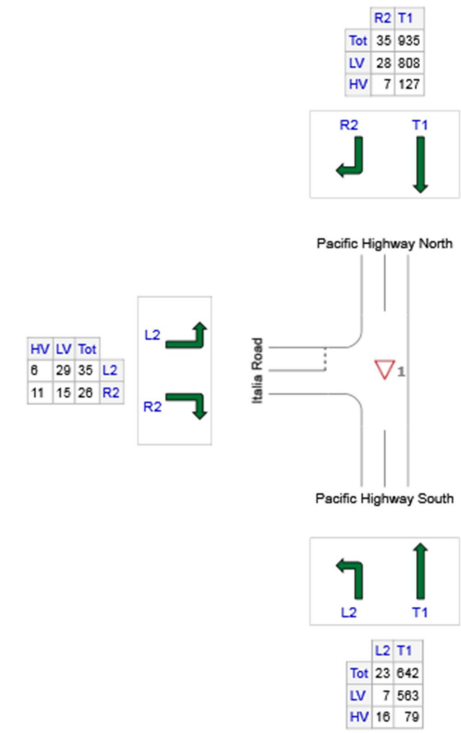 R2 T1
Tot 35 935
LV 28 808
HV 7 127
R2 T1
Pacific Highway North
L2
HV LV Tot
6 29 35 L2
11 15 26 R2
R2
Italia Road
1
Pacific Highway South
L2 T1
L2 T1
Tot 23 642
LV 7 563
HV 16 79